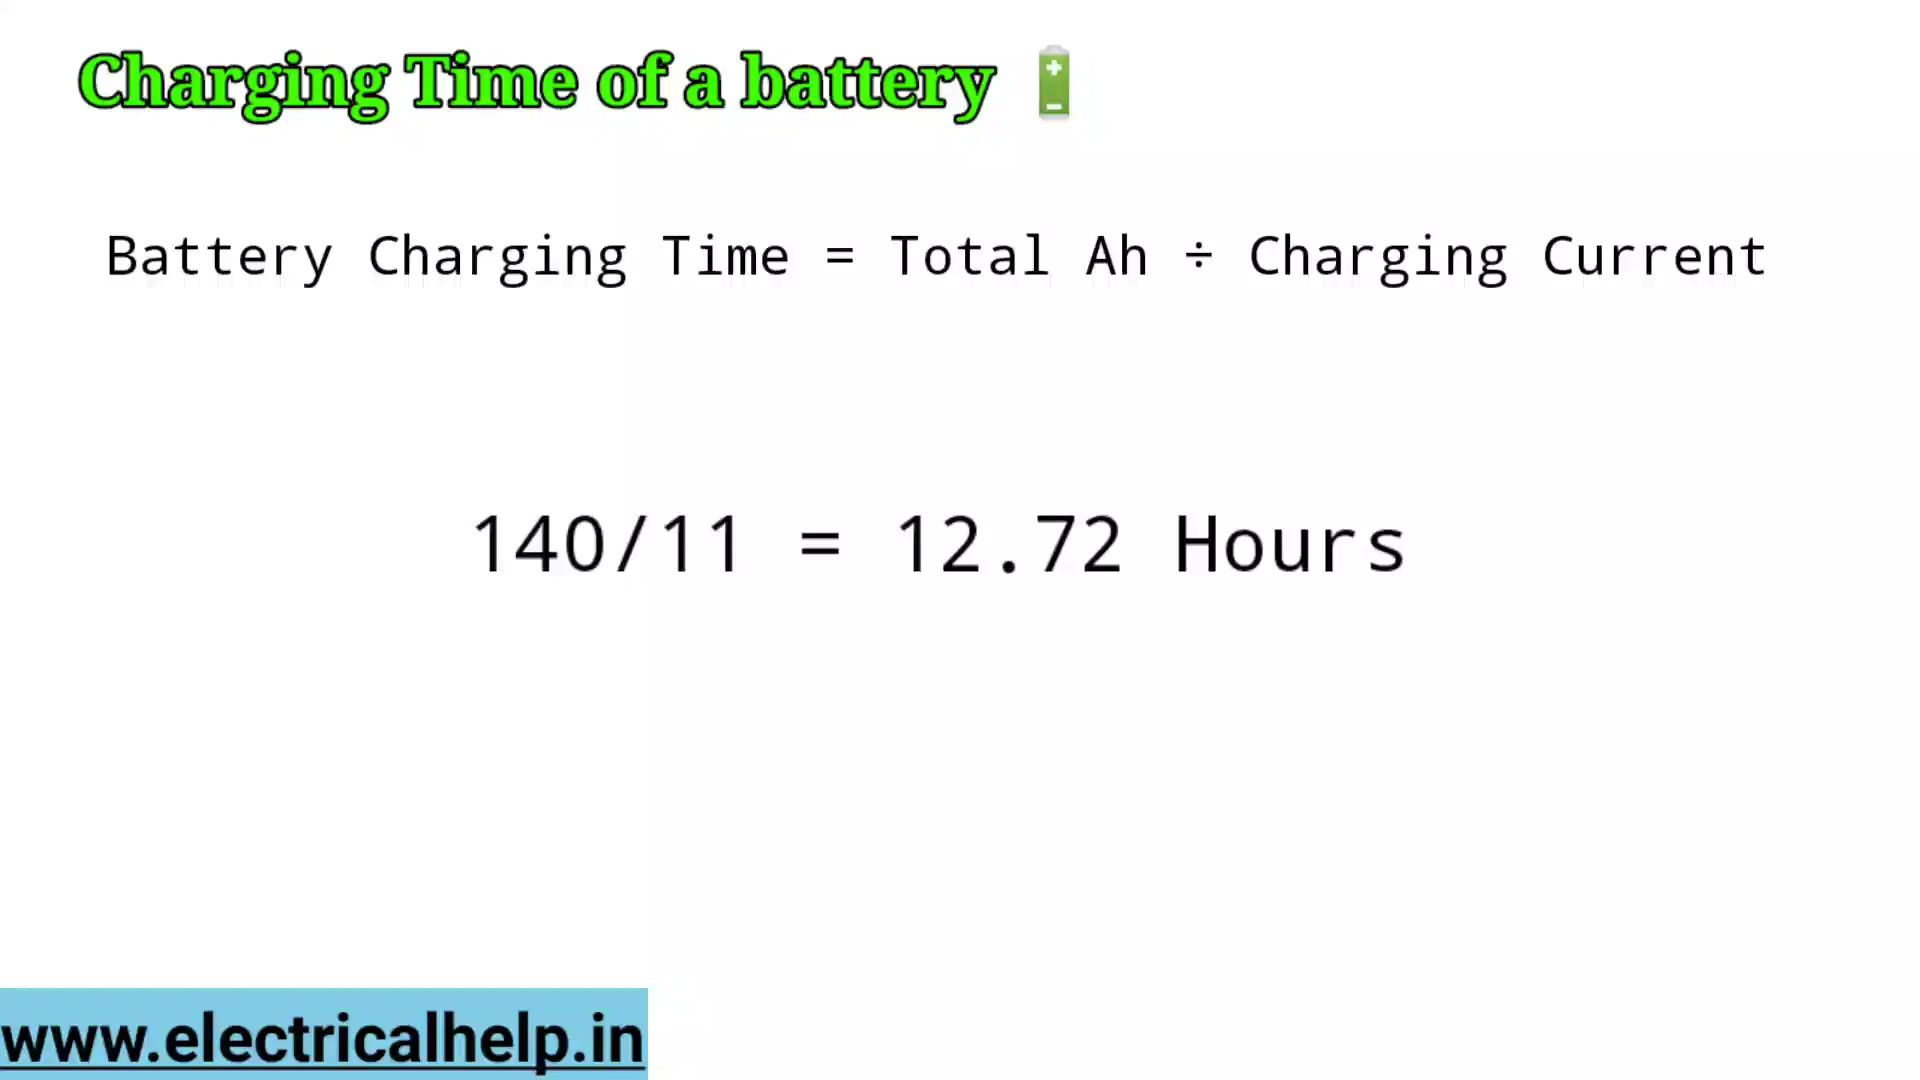 Charging Time of a battery
Battery Charging Time = Total Ah ÷ Charging Current
140/11 = 12.72 Hours
www.electricalhelp.in